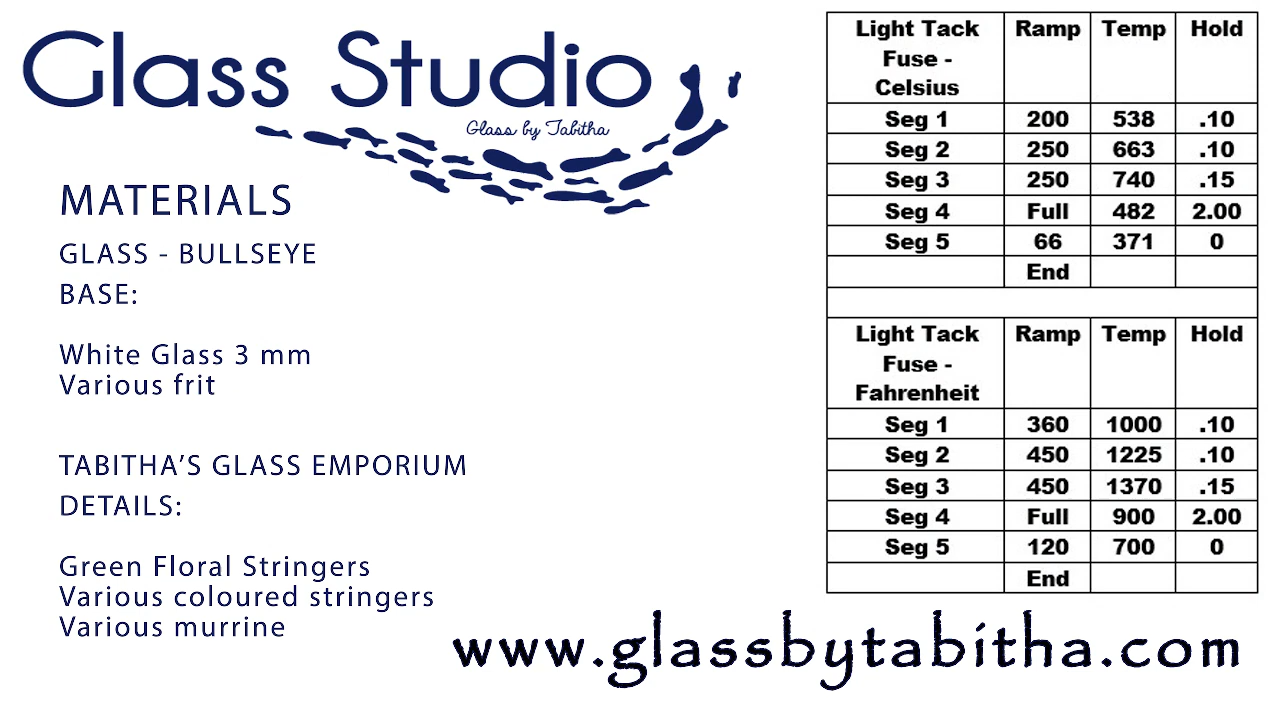 Glass Studio
Glass by Tabitha
MATERIALS
GLASS - BULLSEYE
BASE:
White Glass 3 mm
Various frit
TABITHA'S GLASS EMPORIUM
DETAILS:
Green Floral Stringers
Various coloured stringers
Various murrine
Light Tack Ramp Temp Hold
Fuse -
Celsius
Seg 1 200 538 .10
Seg 2 250 663 .10
Seg 3 250 740 .15
Seg 4 Full 482 2.00
Seg 5 66 371 0
End
Light Tack Ramp Temp Hold
Fuse -
Fahrenheit
Seg 1 360 1000 .10
Seg 2 450 1225 .10
Seg 3 450 1370 .15
Seg 4 Full 900 2.00
Seg 5 120 700 0
End
www.glassbytabitha.com